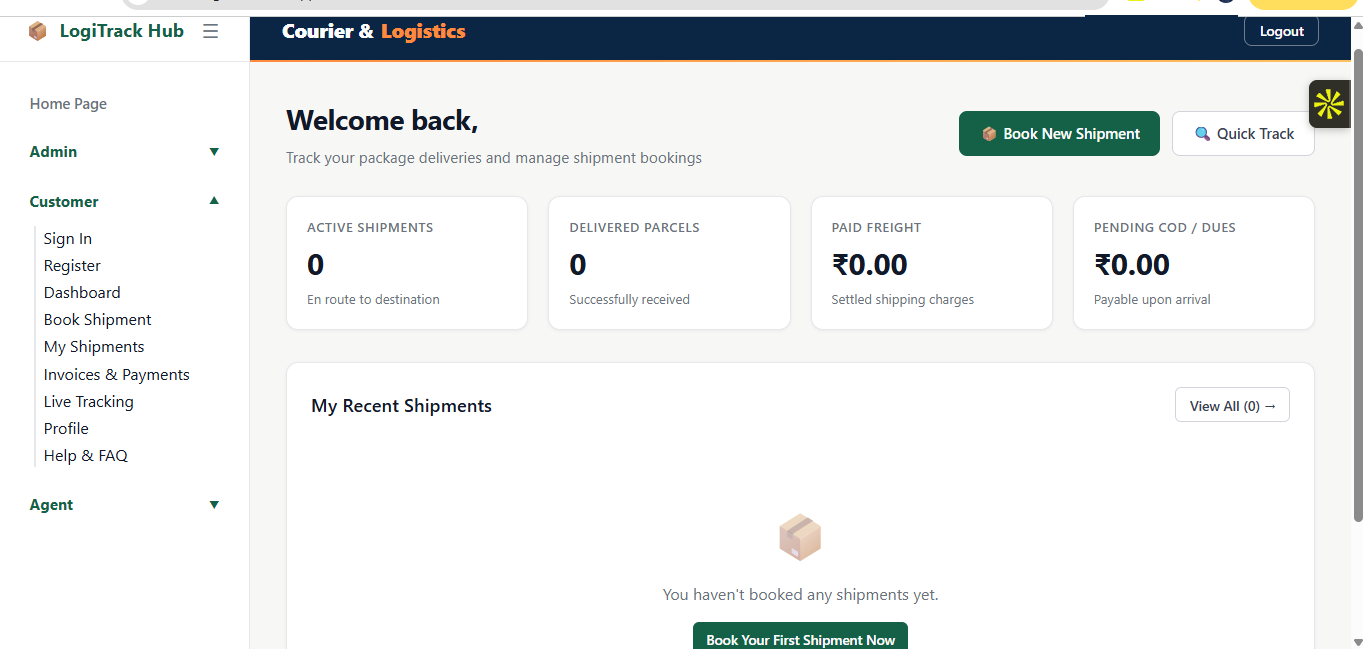 LogiTrack Hub ☰
Courier & Logistics
Logout
Home Page
Admin ▼
Customer ▲
Sign In
Register
Dashboard
Book Shipment
My Shipments
Invoices & Payments
Live Tracking
Profile
Help & FAQ
Agent ▼
Welcome back,
Track your package deliveries and manage shipment bookings
Book New Shipment
Quick Track
ACTIVE SHIPMENTS
0
En route to destination
DELIVERED PARCELS
0
Successfully received
PAID FREIGHT
₹0.00
Settled shipping charges
PENDING COD / DUES
₹0.00
Payable upon arrival
My Recent Shipments
View All (0) →
You haven't booked any shipments yet.
Book Your First Shipment Now